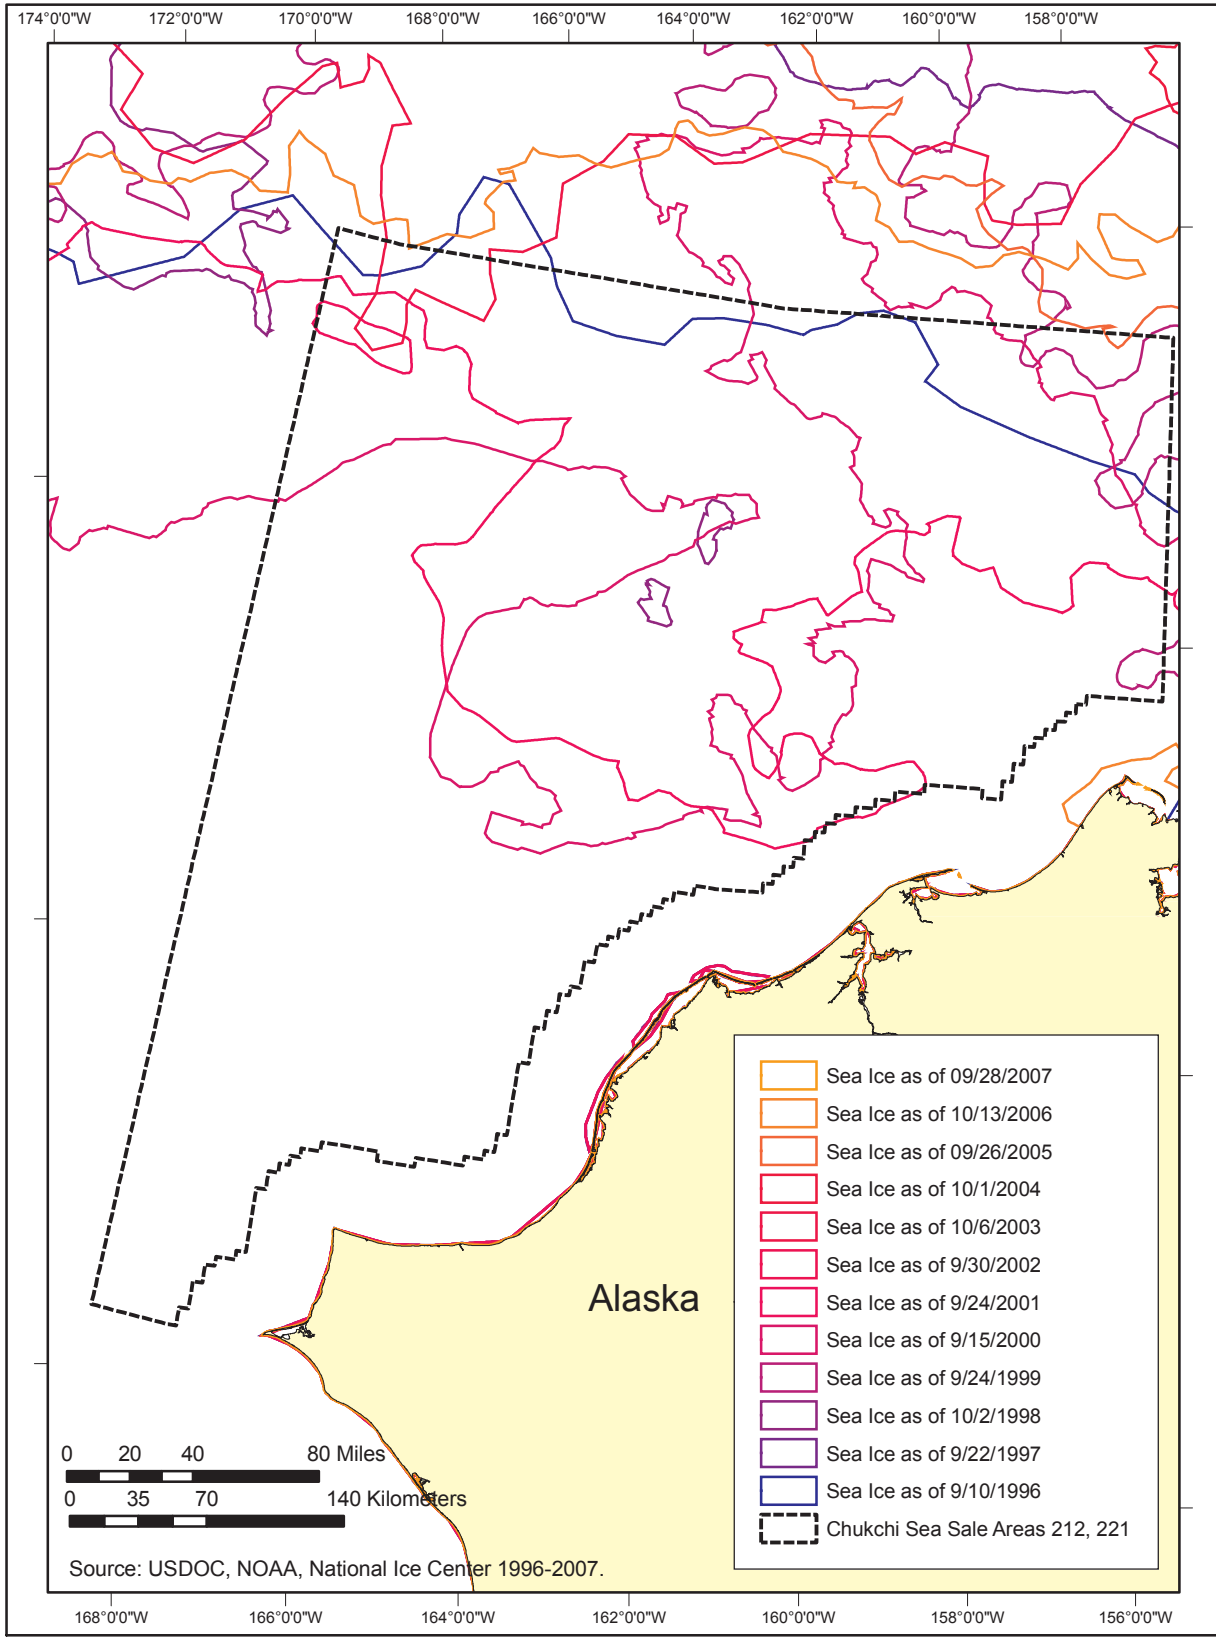 174°0'0"W 172°0'0"W 170°0'0"W 168°0'0"W 166°0'0"W 164°0'0"W 162°0'0"W 160°0'0"W 158°0'0"W
Sea Ice as of 09/28/2007
Sea Ice as of 10/13/2006
Sea Ice as of 09/26/2005
Sea Ice as of 10/1/2004
Sea Ice as of 10/6/2003
Sea Ice as of 9/30/2002
Alaska
Sea Ice as of 9/24/2001
Sea Ice as of 9/15/2000
Sea Ice as of 9/24/1999
Sea Ice as of 10/2/1998
Sea Ice as of 9/22/1997
Sea Ice as of 9/10/1996
Chukchi Sea Sale Areas 212, 221
0 20 40 80 Miles
0 35 70 140 Kilometers
Source: USDOC, NOAA, National Ice Center 1996-2007.
168°0'0"W 166°0'0"W 164°0'0"W 162°0'0"W 160°0'0"W 158°0'0"W 156°0'0"W